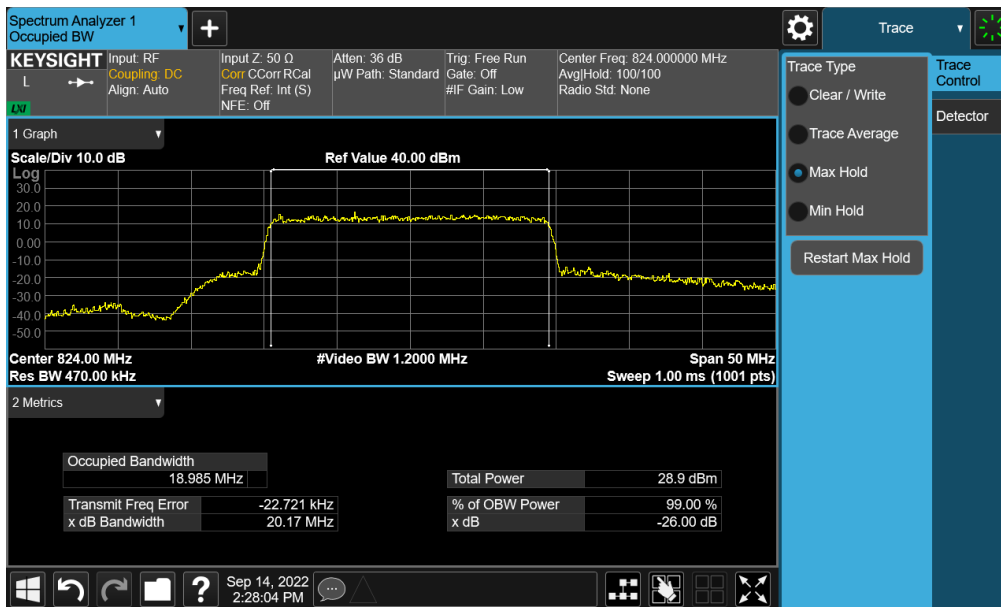 Spectrum Analyzer 1
Occupied BW
Trace
KEYSIGHT
L
LXI
Input: RF
Coupling: DC
Align: Auto
Input Z: 50 Ω
Corr CCorr RCal
Freq Ref: Int (S)
NFE: Off
Atten: 36 dB
µW Path: Standard
Trig: Free Run
Gate: Off
#IF Gain: Low
Center Freq: 824.000000 MHz
Avg|Hold: 100/100
Radio Std: None
Trace Type
Clear / Write
Trace Average
Max Hold
Min Hold
Restart Max Hold
Trace
Control
Detector
1 Graph
Scale/Div 10.0 dB
Ref Value 40.00 dBm
Log
30.0
20.0
10.0
0.00
-10.0
-20.0
-30.0
-40.0
-50.0
Center 824.00 MHz
#Video BW 1.2000 MHz
Span 50 MHz
Res BW 470.00 kHz
Sweep 1.00 ms (1001 pts)
2 Metrics
Occupied Bandwidth
18.985 MHz
Total Power 28.9 dBm
Transmit Freq Error -22.721 kHz
% of OBW Power 99.00 %
x dB Bandwidth 20.17 MHz
x dB -26.00 dB
Sep 14, 2022
2:28:04 PM